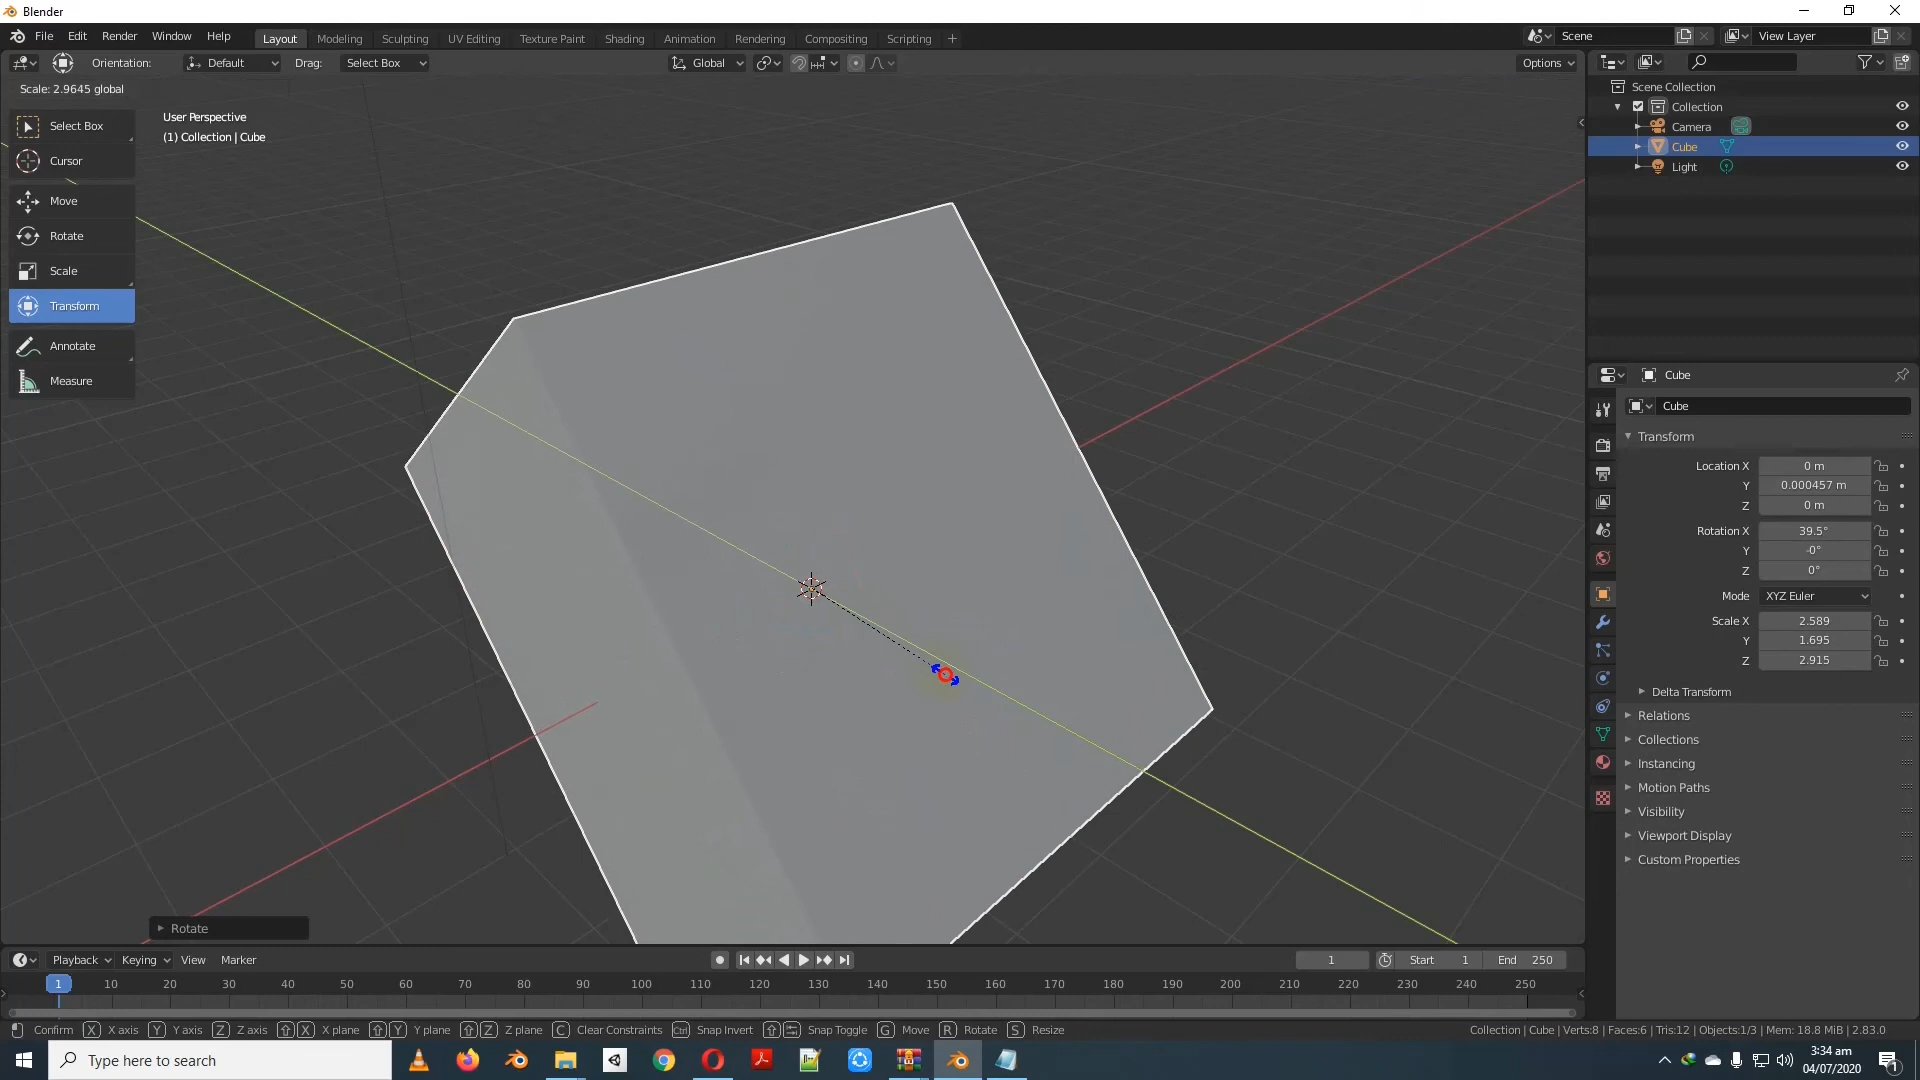 Blender
File Edit Render Window Help Layout Modeling Sculpting UV Editing Texture Paint Shading Animation Rendering Compositing Scripting + Scene View Layer
Orientation: Default Drag: Select Box Global Options
Scale: 2.9645 global
Select Box
Cursor
Move
Rotate
Scale
Transform
Annotate
Measure
User Perspective
(1) Collection | Cube
Rotate
Scene Collection
Collection
Camera
Cube
Light
Cube
Cube
Transform
Location X 0 m
Y 0.000457 m
Z 0 m
Rotation X 39.5°
Y -0°
Z 0°
Mode XYZ Euler
Scale X 2.589
Y 1.695
Z 2.915
Delta Transform
Relations
Collections
Instancing
Motion Paths
Visibility
Viewport Display
Custom Properties
Playback Keying View Marker 1 Start 1 End 250
1 10 20 30 40 50 60 70 80 90 100 110 120 130 140 150 160 170 180 190 200 210 220 230 240 250
Confirm X X axis Y Y axis Z Z axis X X plane Y Y plane Z Z plane C Clear Constraints Ctrl Snap Invert Snap Toggle G Move R Rotate S Resize Collection | Cube | Verts:8 | Faces:6 | Tris:12 | Objects:1/3 | Mem: 18.8 MiB | 2.83.0
Type here to search
3:34 am
04/07/2020
1